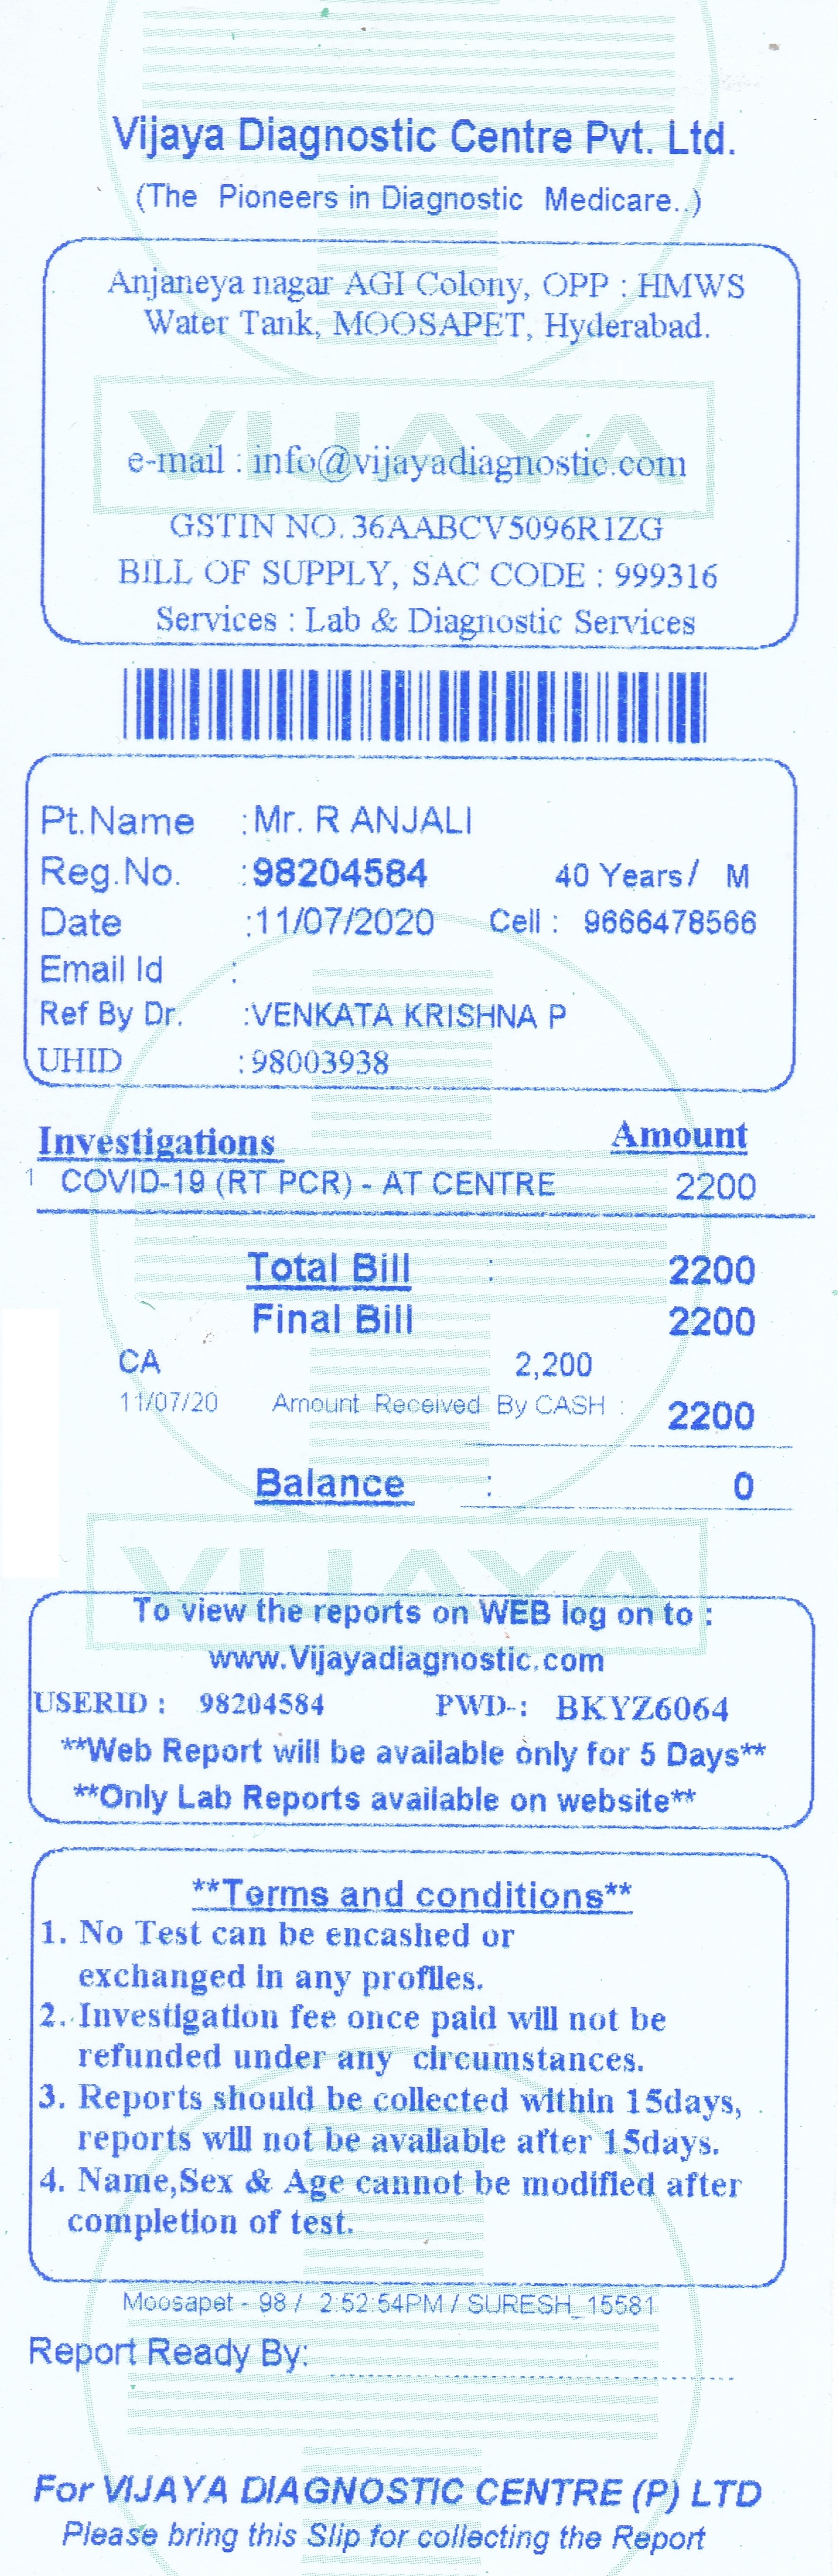 Vijaya Diagnostic Centre Pvt. Ltd.
(The Pioneers in Diagnostic Medicare..)
Anjaneya nagar AGI Colony, OPP : HMWS
Water Tank, MOOSAPET, Hyderabad.
VIJAYA
e-mail : info@vijayadiagnostic.com
GSTIN NO. 36AABCV5096R1ZG
BILL OF SUPPLY, SAC CODE : 999316
Services : Lab & Diagnostic Services
Pt.Name :Mr. R ANJALI
Reg.No. :98204584 40 Years/ M
Date :11/07/2020 Cell : 9666478566
Email Id :
Ref By Dr. :VENKATA KRISHNA P
UHID :98003938
Investigations Amount
1 COVID-19 (RT PCR) - AT CENTRE 2200
Total Bill : 2200
Final Bill 2200
CA 2,200
11/07/20 Amount Received By CASH : 2200
Balance : 0
VIJAYA
To view the reports on WEB log on to :
www.Vijayadiagnostic.com
USERID : 98204584 PWD-: BKYZ6064
**Web Report will be available only for 5 Days**
**Only Lab Reports available on website**
**Terms and conditions**
1. No Test can be encashed or
exchanged in any profiles.
2. Investigation fee once paid will not be
refunded under any circumstances.
3. Reports should be collected within 15days,
reports will not be available after 15days.
4. Name,Sex & Age cannot be modified after
completion of test.
Moosapet - 98 / 2:52:54PM / SURESH_15581
Report Ready By:
For VIJAYA DIAGNOSTIC CENTRE (P) LTD
Please bring this Slip for collecting the Report